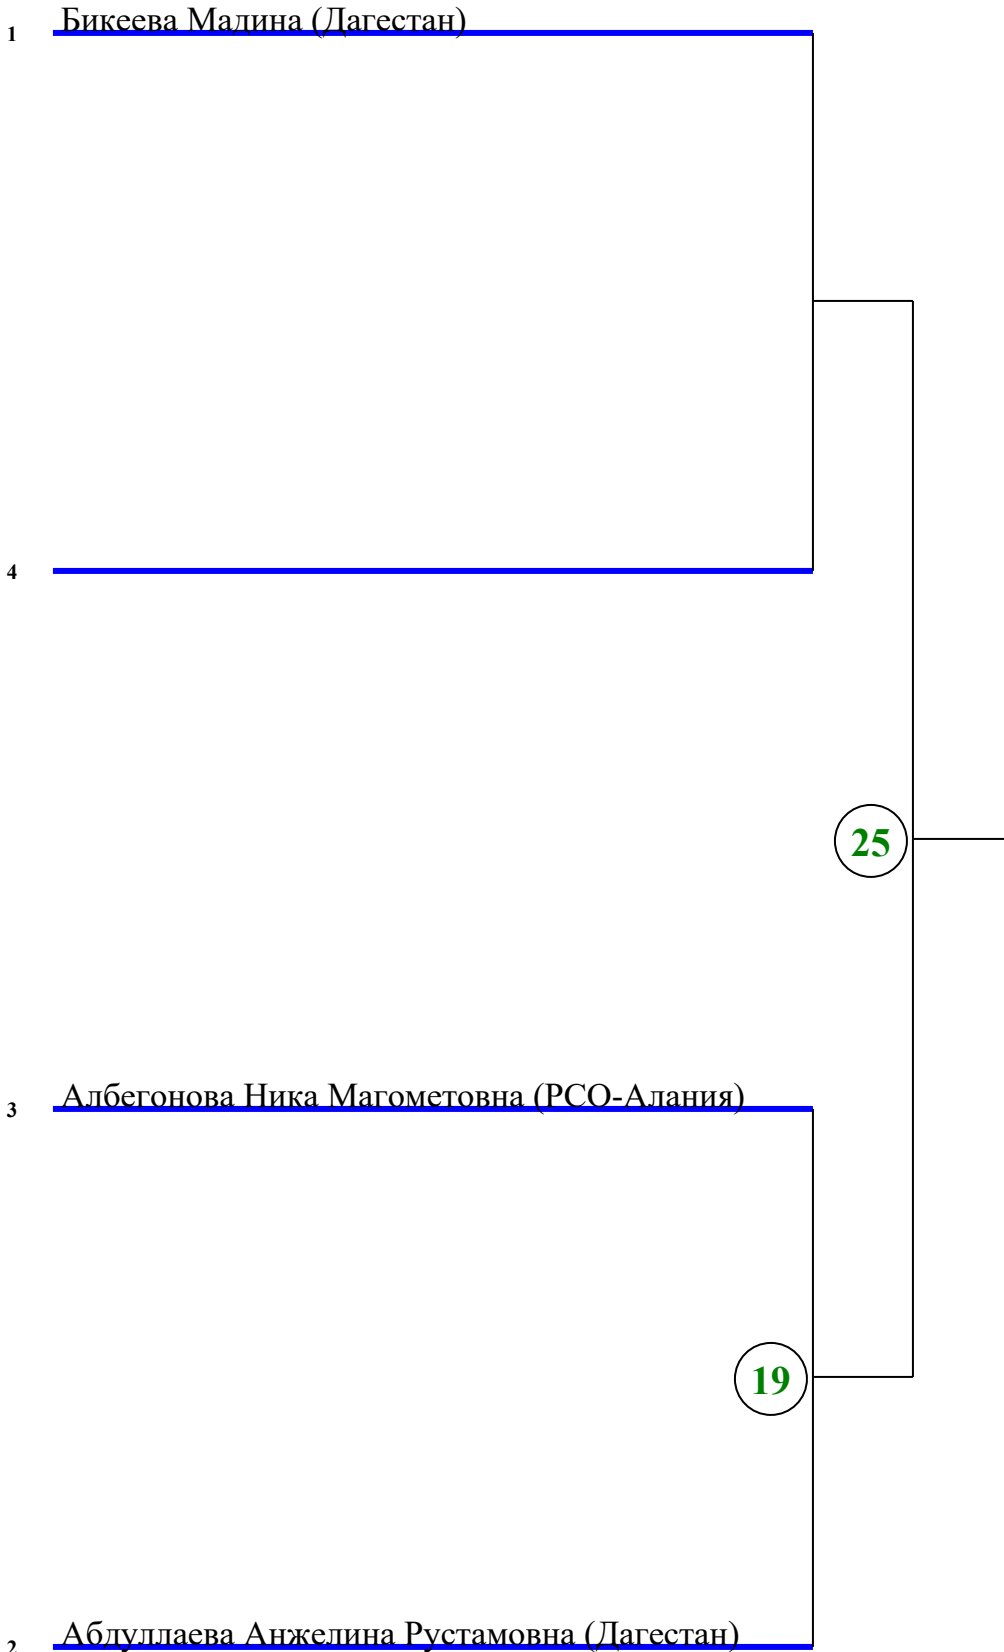 1 Бикеева Мадина (Дагестан)
4
25
3 Албегонова Ника Магометовна (РСО-Алания)
19
2 Абдуллаева Анжелина Рустамовна (Дагестан)